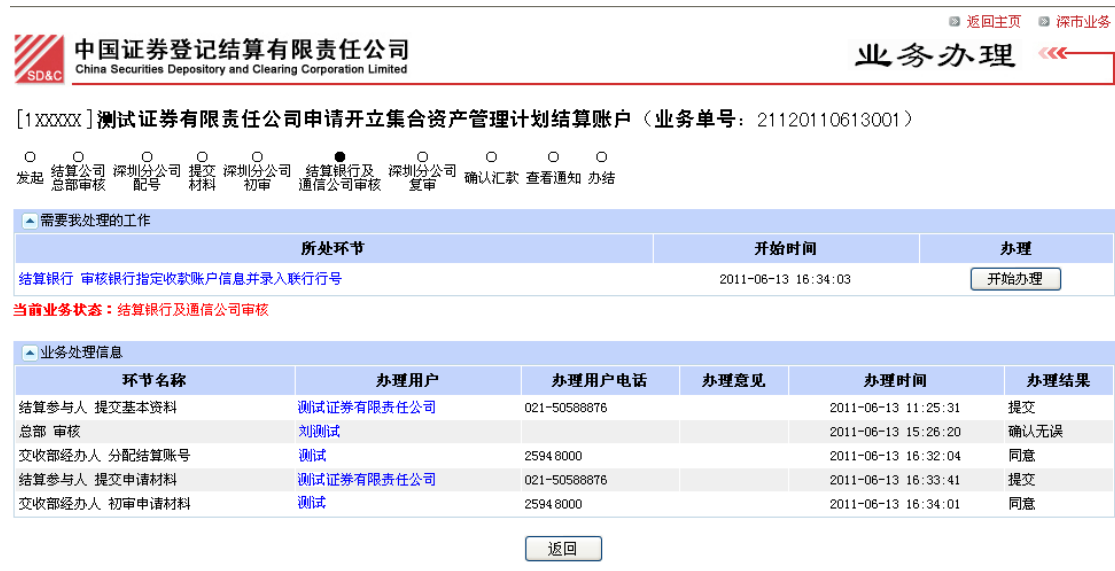 返回主页 深市业务
SD&C 中国证券登记结算有限责任公司
China Securities Depository and Clearing Corporation Limited
业务办理
[1XXXXX]测试证券有限责任公司申请开立集合资产管理计划结算账户（业务单号：21120110613001）
发起 结算公司总部审核 深圳分公司配号 提交材料 深圳分公司初审 结算银行及通信公司审核 深圳分公司复审 确认汇款 查看通知 办结
需要我处理的工作
所处环节 开始时间 办理
结算银行 审核银行指定收款账户信息并录入联行行号 2011-06-13 16:34:03 开始办理
当前业务状态：结算银行及通信公司审核
业务处理信息
环节名称 办理用户 办理用户电话 办理意见 办理时间 办理结果
结算参与人 提交基本资料 测试证券有限责任公司 021-50588876 2011-06-13 11:25:31 提交
总部 审核 刘测试 2011-06-13 15:26:20 确认无误
交收部经办人 分配结算账号 测试 25948000 2011-06-13 16:32:04 同意
结算参与人 提交申请材料 测试证券有限责任公司 021-50588876 2011-06-13 16:33:41 提交
交收部经办人 初审申请材料 测试 25948000 2011-06-13 16:34:01 同意
返回